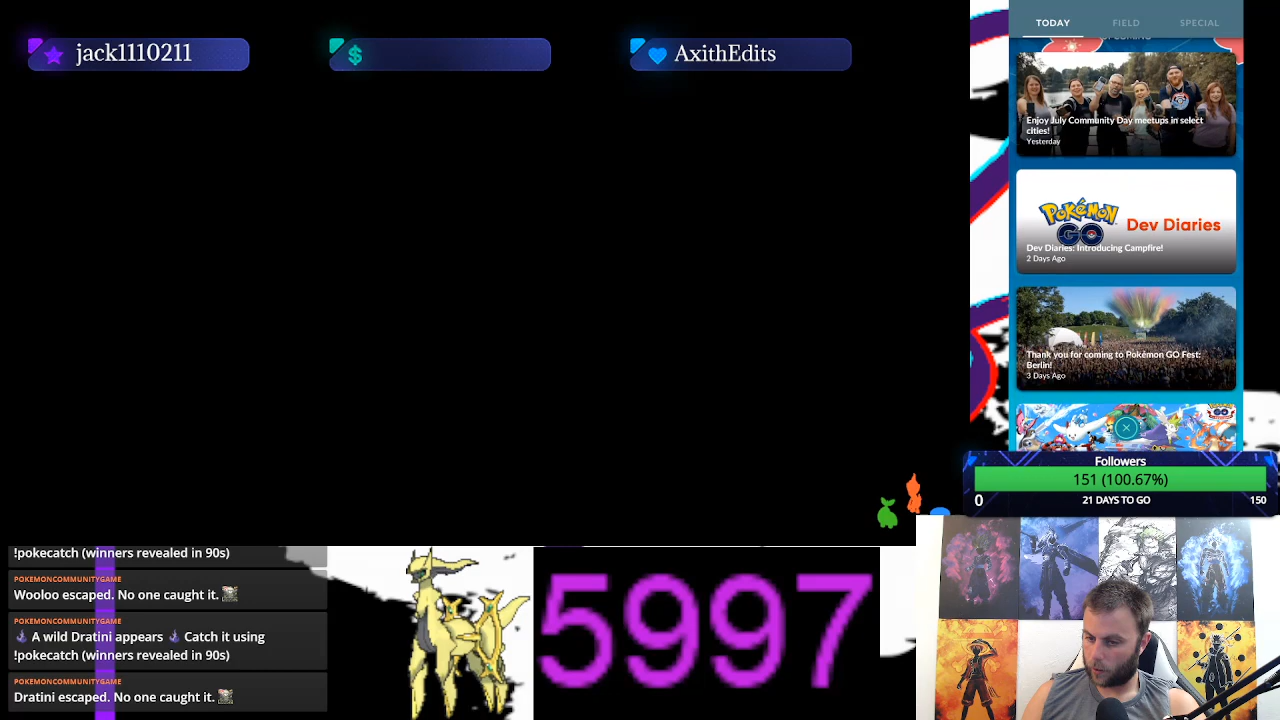 jack1110211
$
AxithEdits
TODAY
FIELD
SPECIAL
Enjoy July Community Day meetups in select
cities!
Yesterday
POKÉMON
GO
Dev Diaries
Dev Diaries: Introducing Campfire!
2 Days Ago
Thank you for coming to Pokémon GO Fest:
Berlin!
3 Days Ago
Followers
151 (100.67%)
0
21 DAYS TO GO
150
!pokecatch (winners revealed in 90s)
POKEMONCOMMUNITYGAME
Wooloo escaped. No one caught it.
POKEMONCOMMUNITYGAME
A wild Dratini appears Catch it using
!pokecatch (winners revealed in 90s)
POKEMONCOMMUNITYGAME
Dratini escaped. No one caught it.
5997